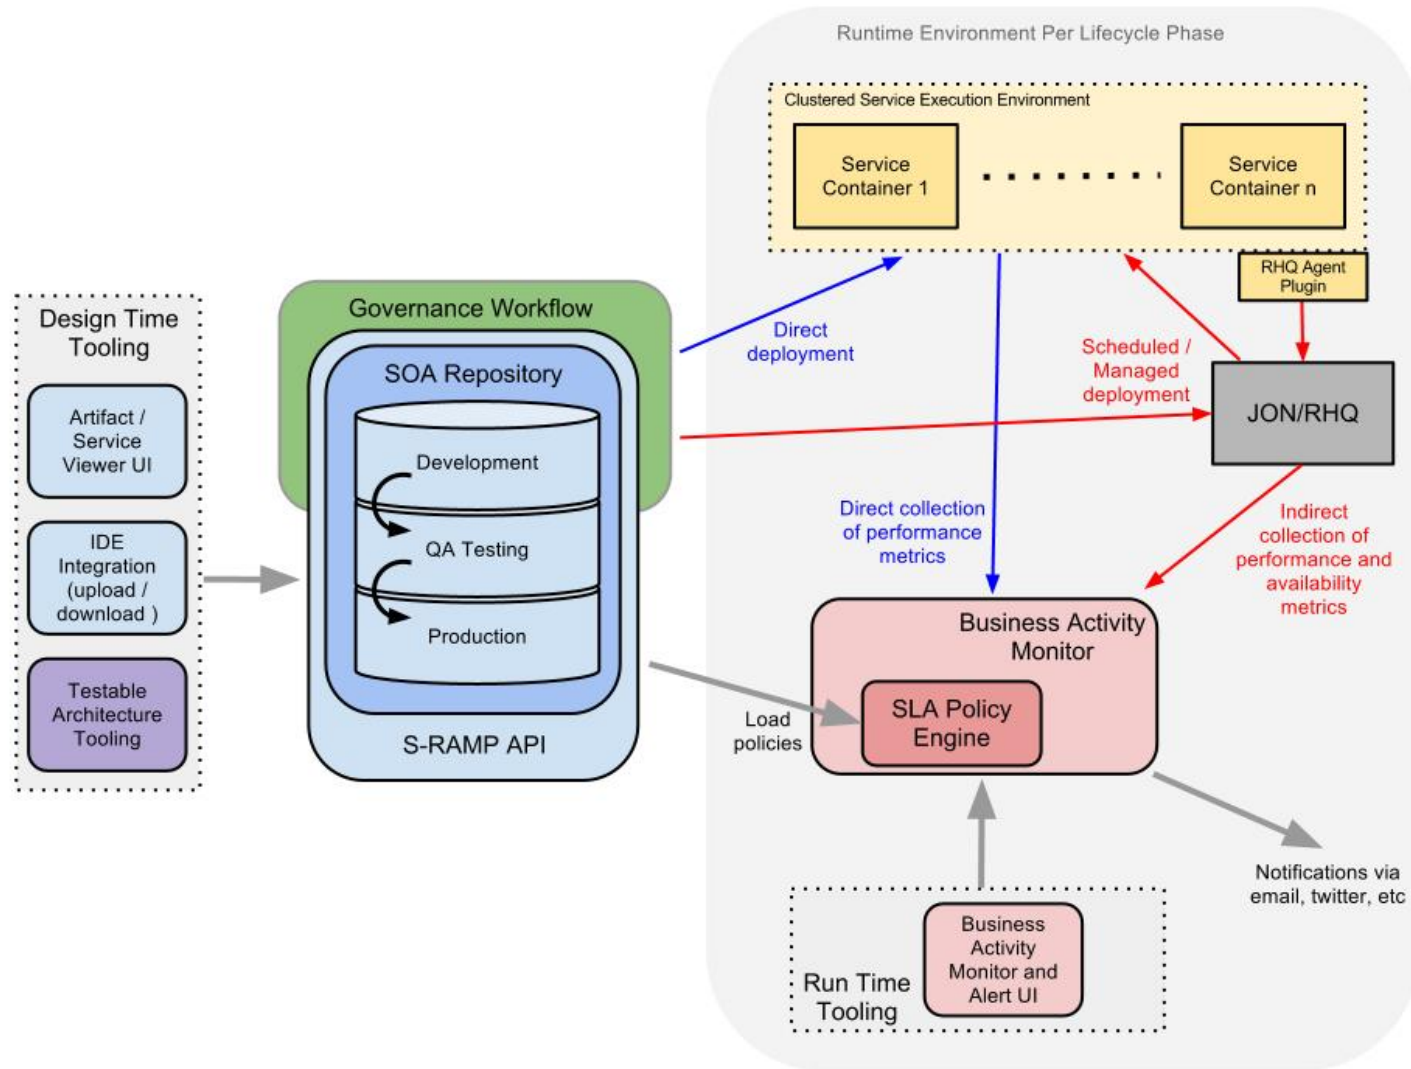 Runtime Environment Per Lifecycle Phase
Clustered Service Execution Environment
Service
Container 1
Service
Container n
RHQ Agent
Plugin
Governance Workflow
Design Time
Tooling
Direct
deployment
Scheduled /
Managed
deployment
SOA Repository
JON/RHQ
Artifact /
Service
Viewer UI
Development
Direct collection
of performance
metrics
Indirect
collection of
performance and
availability
metrics
IDE
Integration
(upload /
download )
QA Testing
Production
Business Activity
Monitor
Testable
Architecture
Tooling
SLA Policy
Engine
Load
policies
S-RAMP API
Notifications via
email, twitter, etc
Business
Activity
Monitor and
Alert UI
Run Time
Tooling